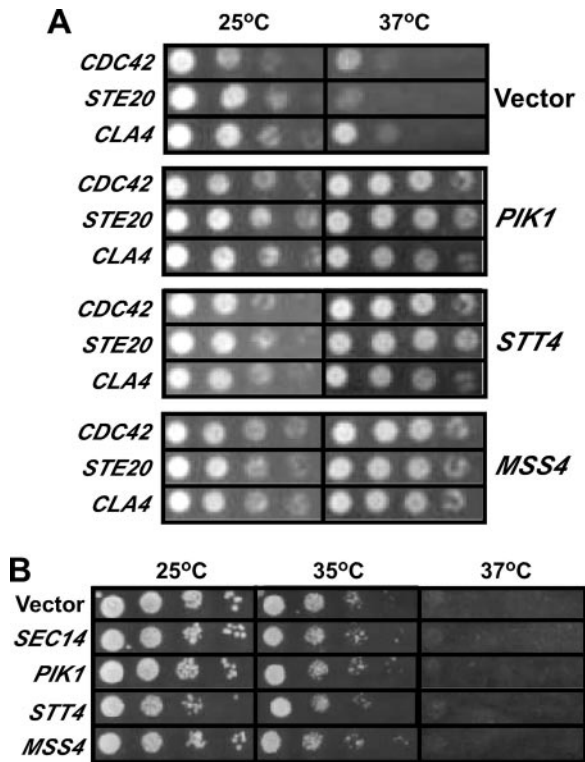 A
25°C 37°C
CDC42
STE20 Vector
CLA4
CDC42
STE20 PIK1
CLA4
CDC42
STE20 STT4
CLA4
CDC42
STE20 MSS4
CLA4
B
25°C 35°C 37°C
Vector
SEC14
PIK1
STT4
MSS4